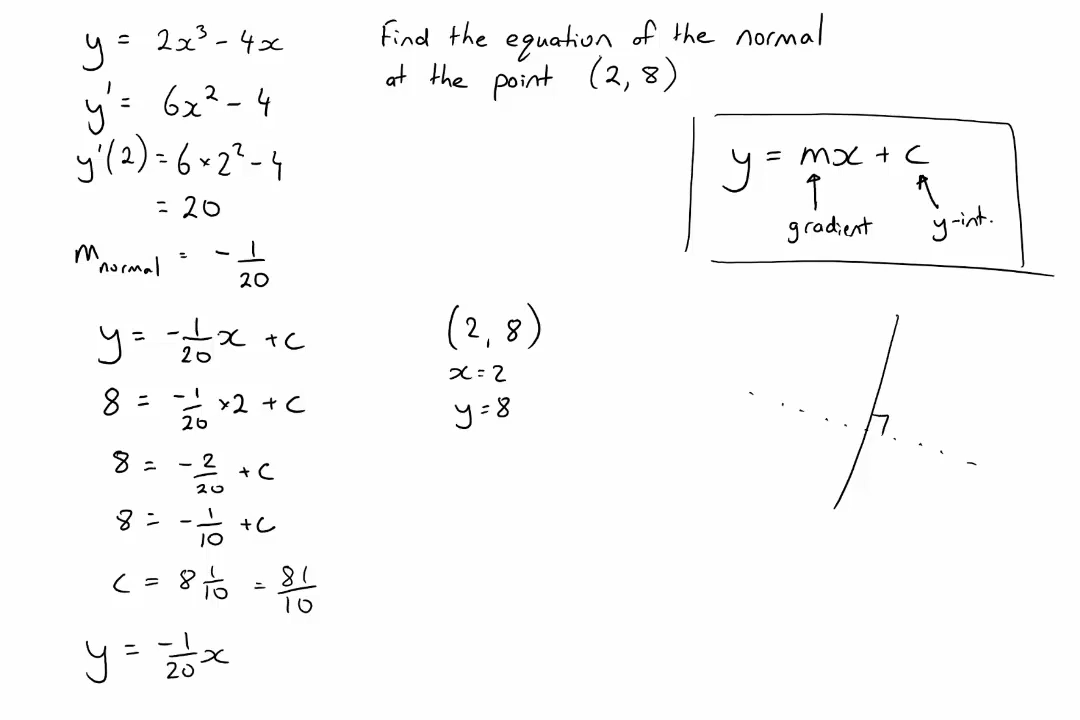 y = 2x³ - 4x
y' = 6x² - 4
y'(2) = 6 × 2² - 4
= 20
m_normal = -1/20
y = -1/20 x + c
8 = -1/20 × 2 + c
8 = -2/20 + c
8 = -1/10 + c
c = 8 1/10 = 81/10
y = -1/20 x
Find the equation of the normal
at the point (2, 8)
y = mx + c
gradient
y-int.
(2, 8)
x = 2
y = 8